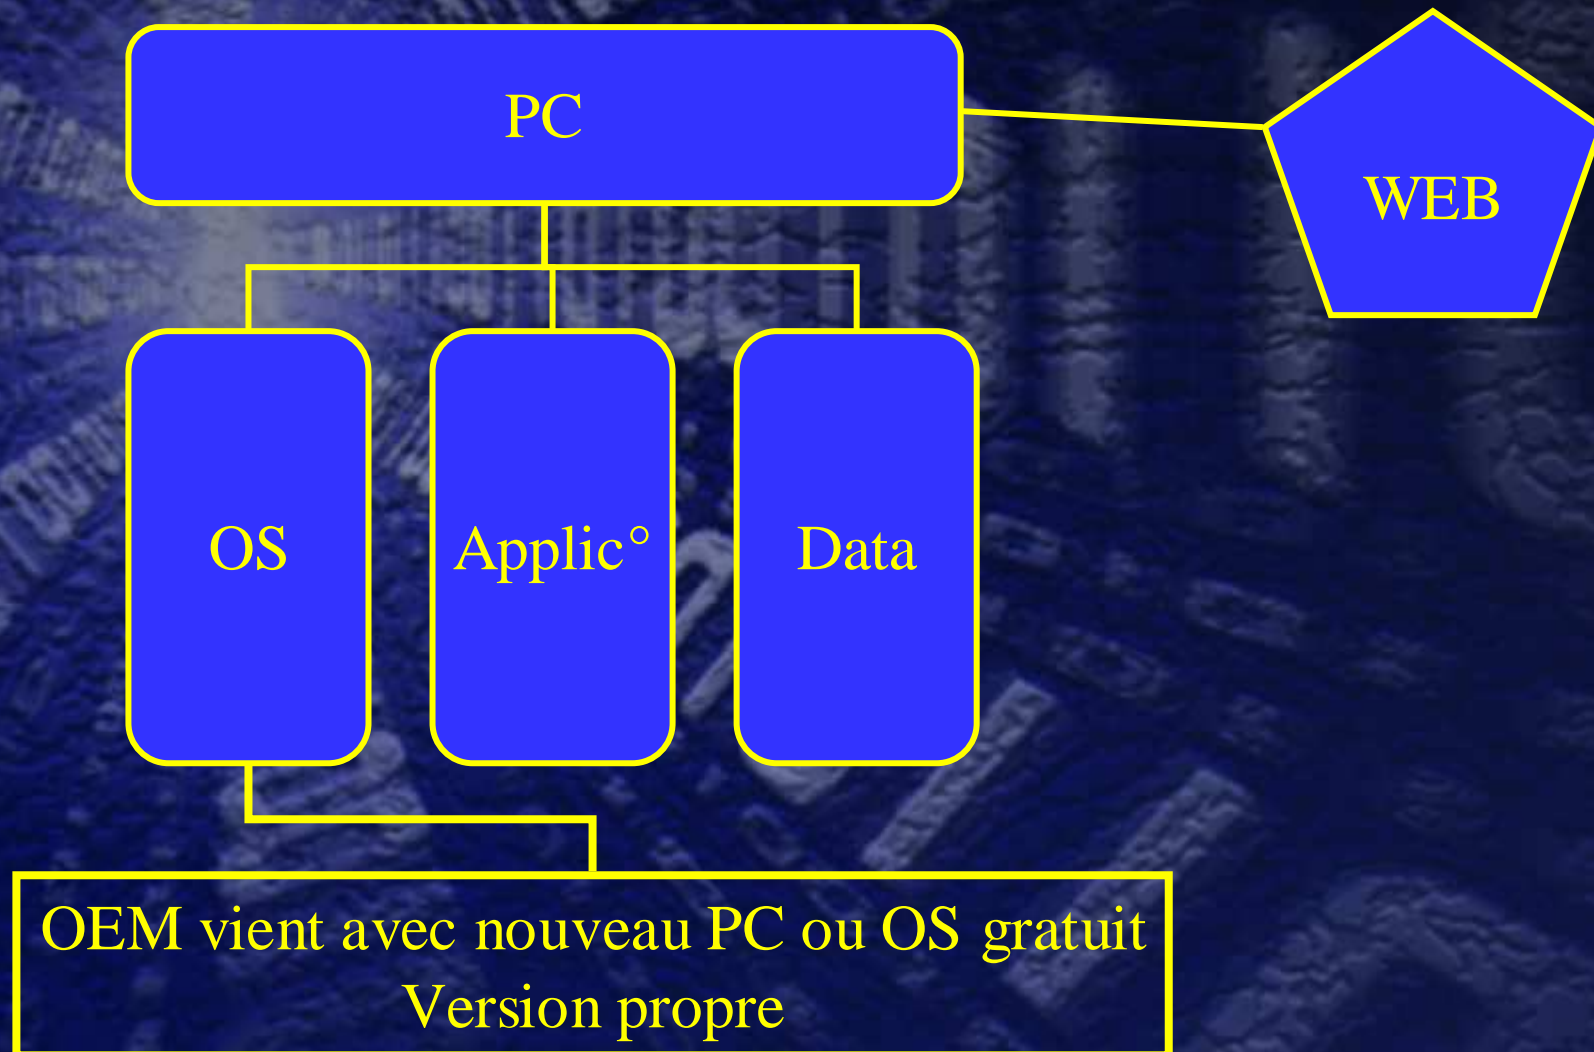 PC
WEB
OS
Applic°
Data
OEM vient avec nouveau PC ou OS gratuit
Version propre